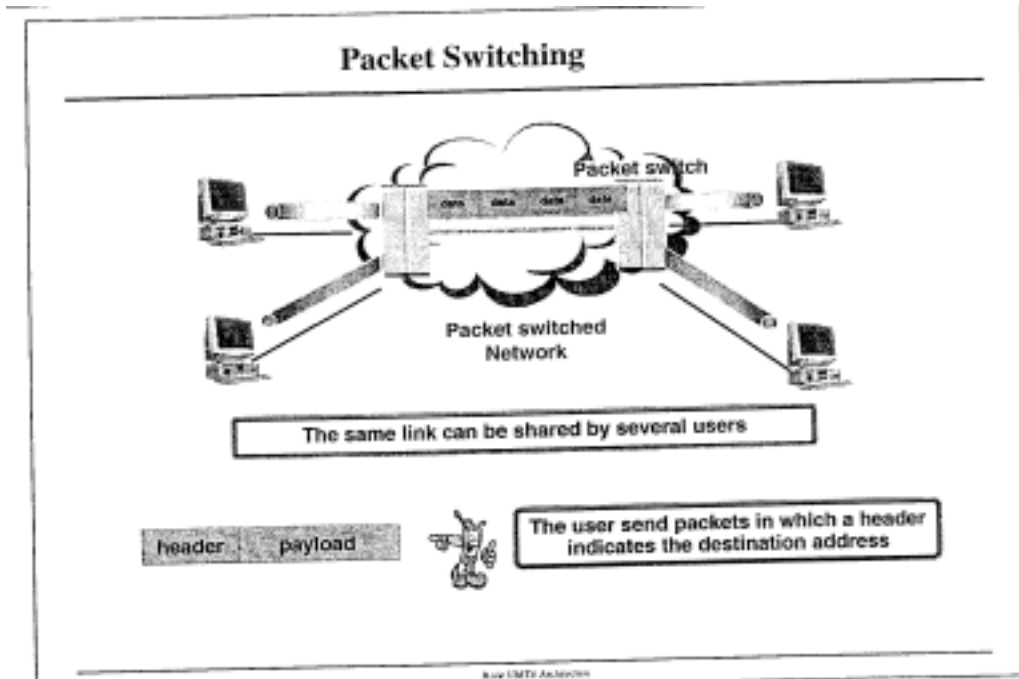 Packet Switching
Packet switch
data data data data
Packet switched
Network
The same link can be shared by several users
header payload
The user send packets in which a header
indicates the destination address